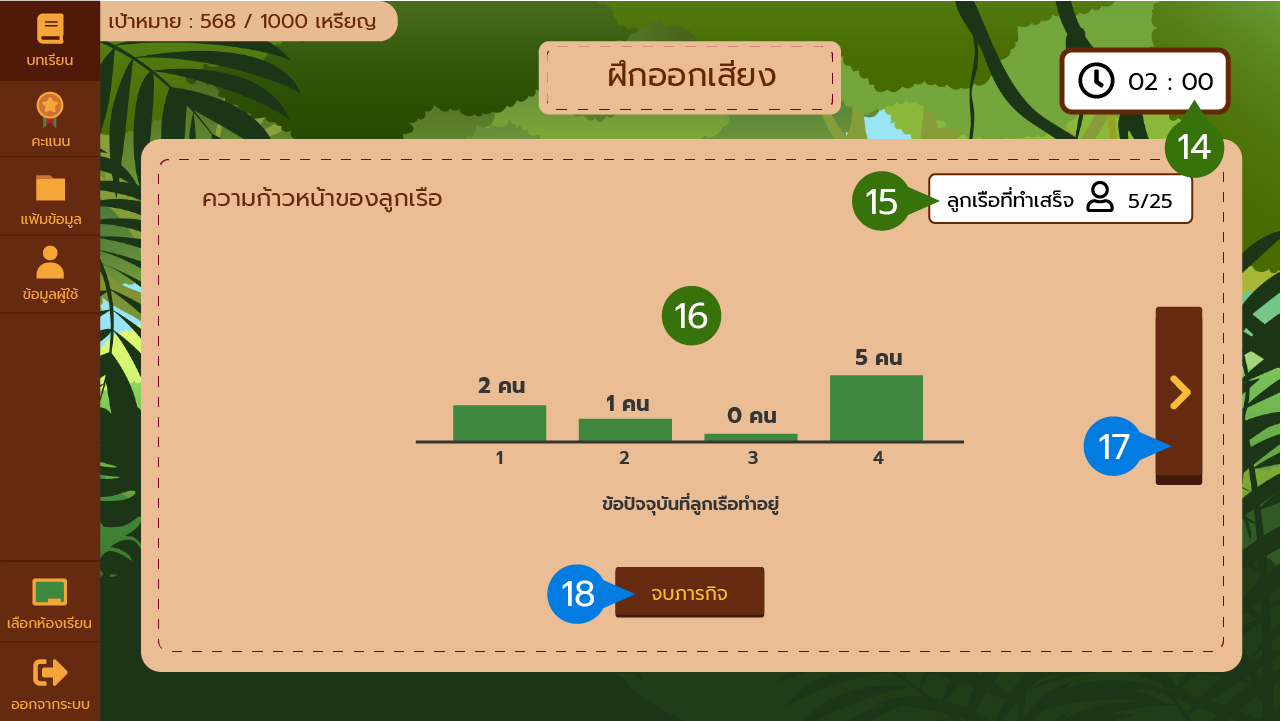 เป้าหมาย : 568 / 1000 เหรียญ
บทเรียน
คะแนน
แฟ้มข้อมูล
ข้อมูลผู้ใช้
เลือกห้องเรียน
ออกจากระบบ
ฝึกออกเสียง
02 : 00
14
ความก้าวหน้าของลูกเรือ
15
ลูกเรือที่ทำเสร็จ 5/25
16
2 คน
1 คน
0 คน
5 คน
1 2 3 4
ข้อปัจจุบันที่ลูกเรือทำอยู่
17
18
จบภารกิจ